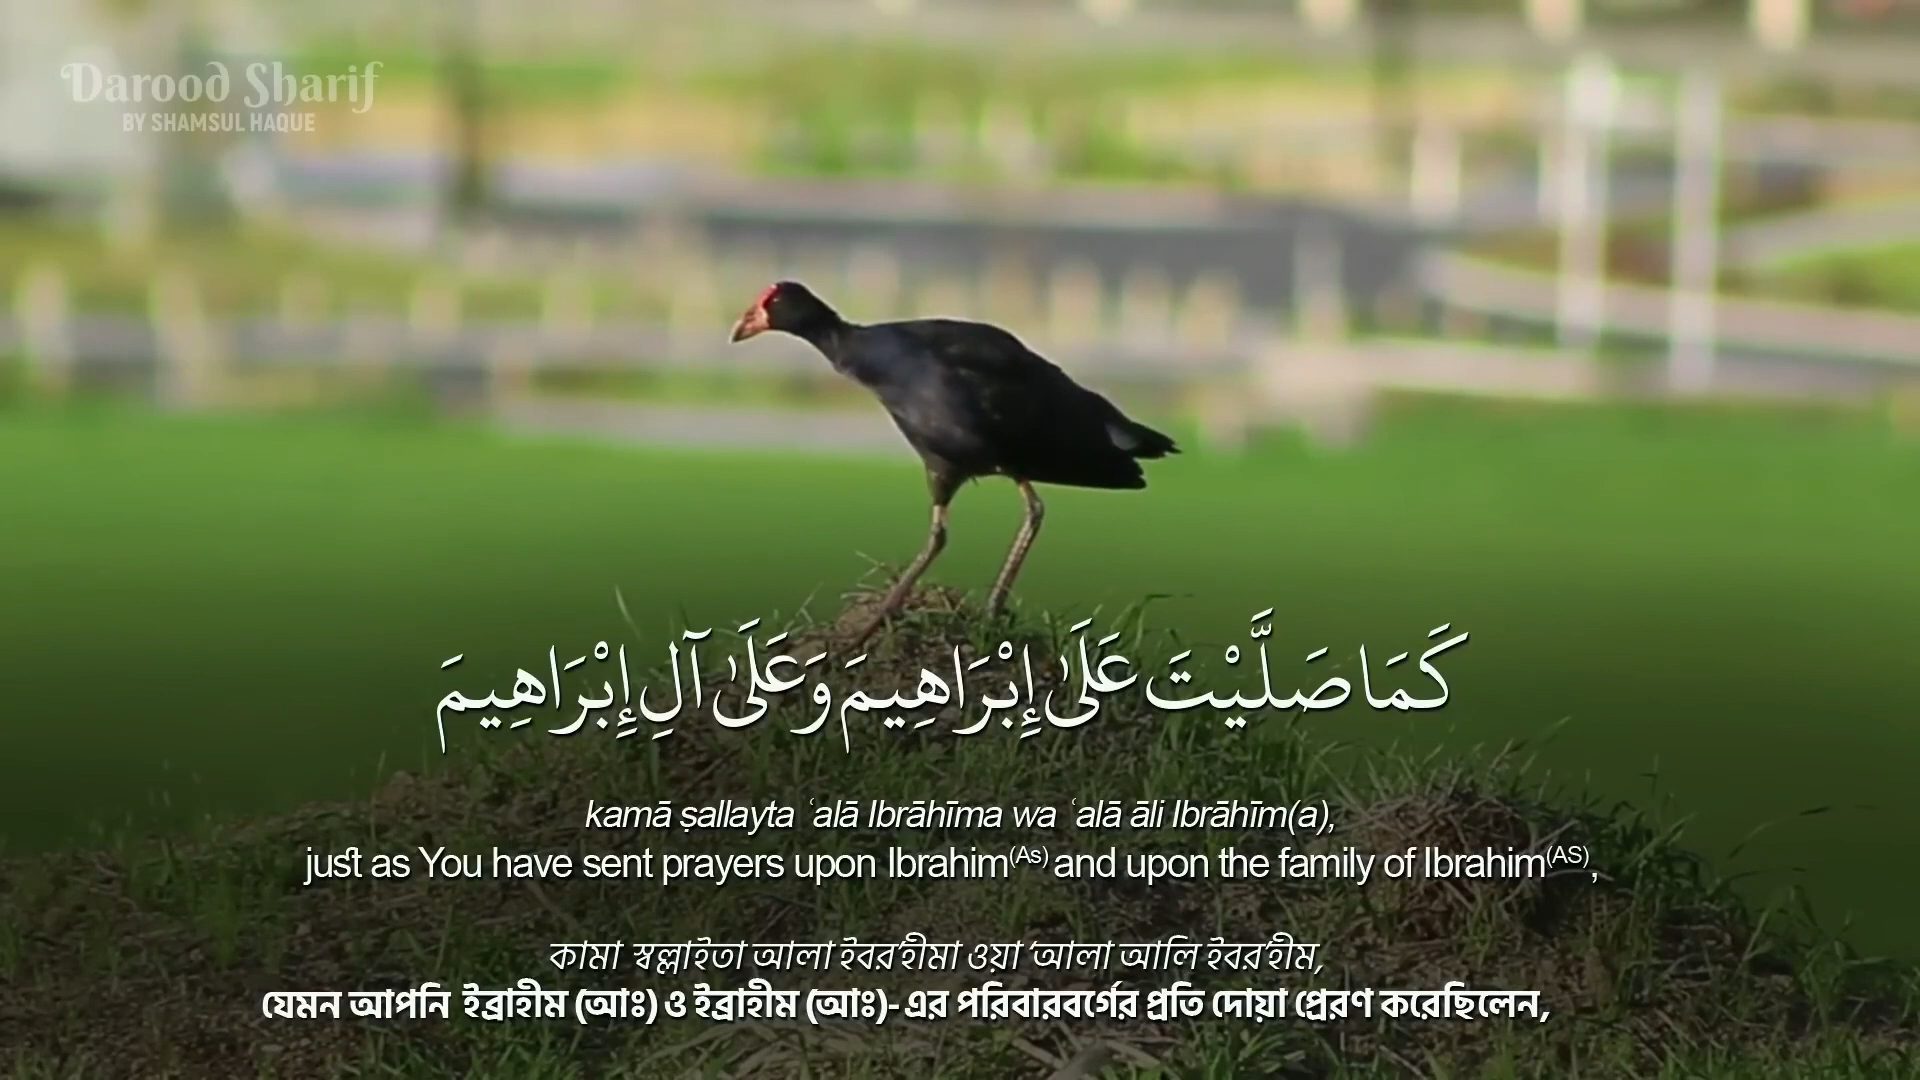 Darood Sharif
BY SHAMSUL HAQUE
كَمَا صَلَّيْتَ عَلَىٰ إِبْرَاهِيمَ وَعَلَىٰ آلِ إِبْرَاهِيمَ
kamā ṣallayta ʿalā Ibrāhīma wa ʿalā āli Ibrāhīm(a),
just as You have sent prayers upon Ibrahim(As) and upon the family of Ibrahim(AS),
কামা স্বল্লাইতা আলা ইবর'হীমা ওয়া 'আলা আলি ইবর'হীম,
যেমন আপনি ইব্রাহীম (আঃ) ও ইব্রাহীম (আঃ)-এর পরিবারবর্গের প্রতি দোয়া প্রেরণ করেছিলেন,